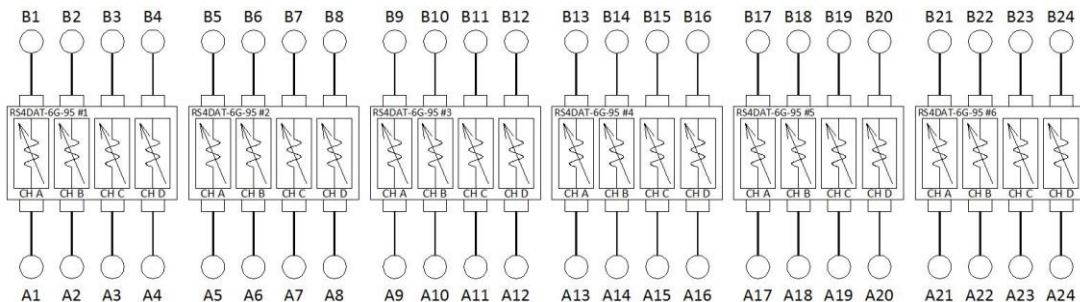 B1 B2 B3 B4 B5 B6 B7 B8 B9 B10 B11 B12 B13 B14 B15 B16 B17 B18 B19 B20 B21 B22 B23 B24
RS4DAT-6G-95 #1 RS4DAT-6G-95 #2 RS4DAT-6G-95 #3 RS4DAT-6G-95 #4 RS4DAT-6G-95 #5 RS4DAT-6G-95 #6
CH A CH B CH C CH D CH A CH B CH C CH D CH A CH B CH C CH D CH A CH B CH C CH D CH A CH B CH C CH D CH A CH B CH C CH D
A1 A2 A3 A4 A5 A6 A7 A8 A9 A10 A11 A12 A13 A14 A15 A16 A17 A18 A19 A20 A21 A22 A23 A24